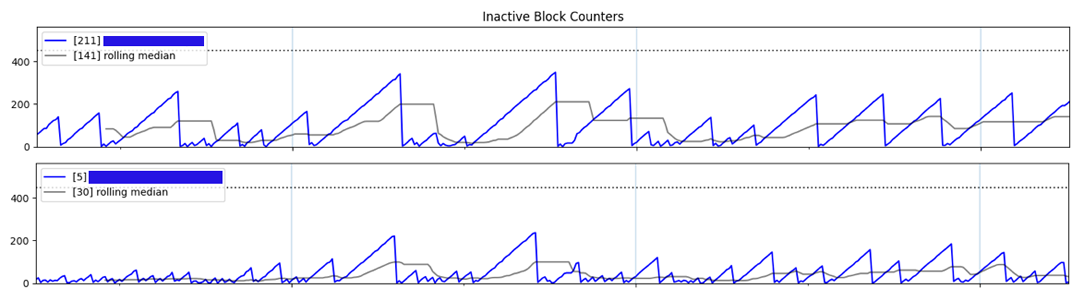 Inactive Block Counters
400
200
0
[211]
[141] rolling median
400
200
0
[5]
[30] rolling median